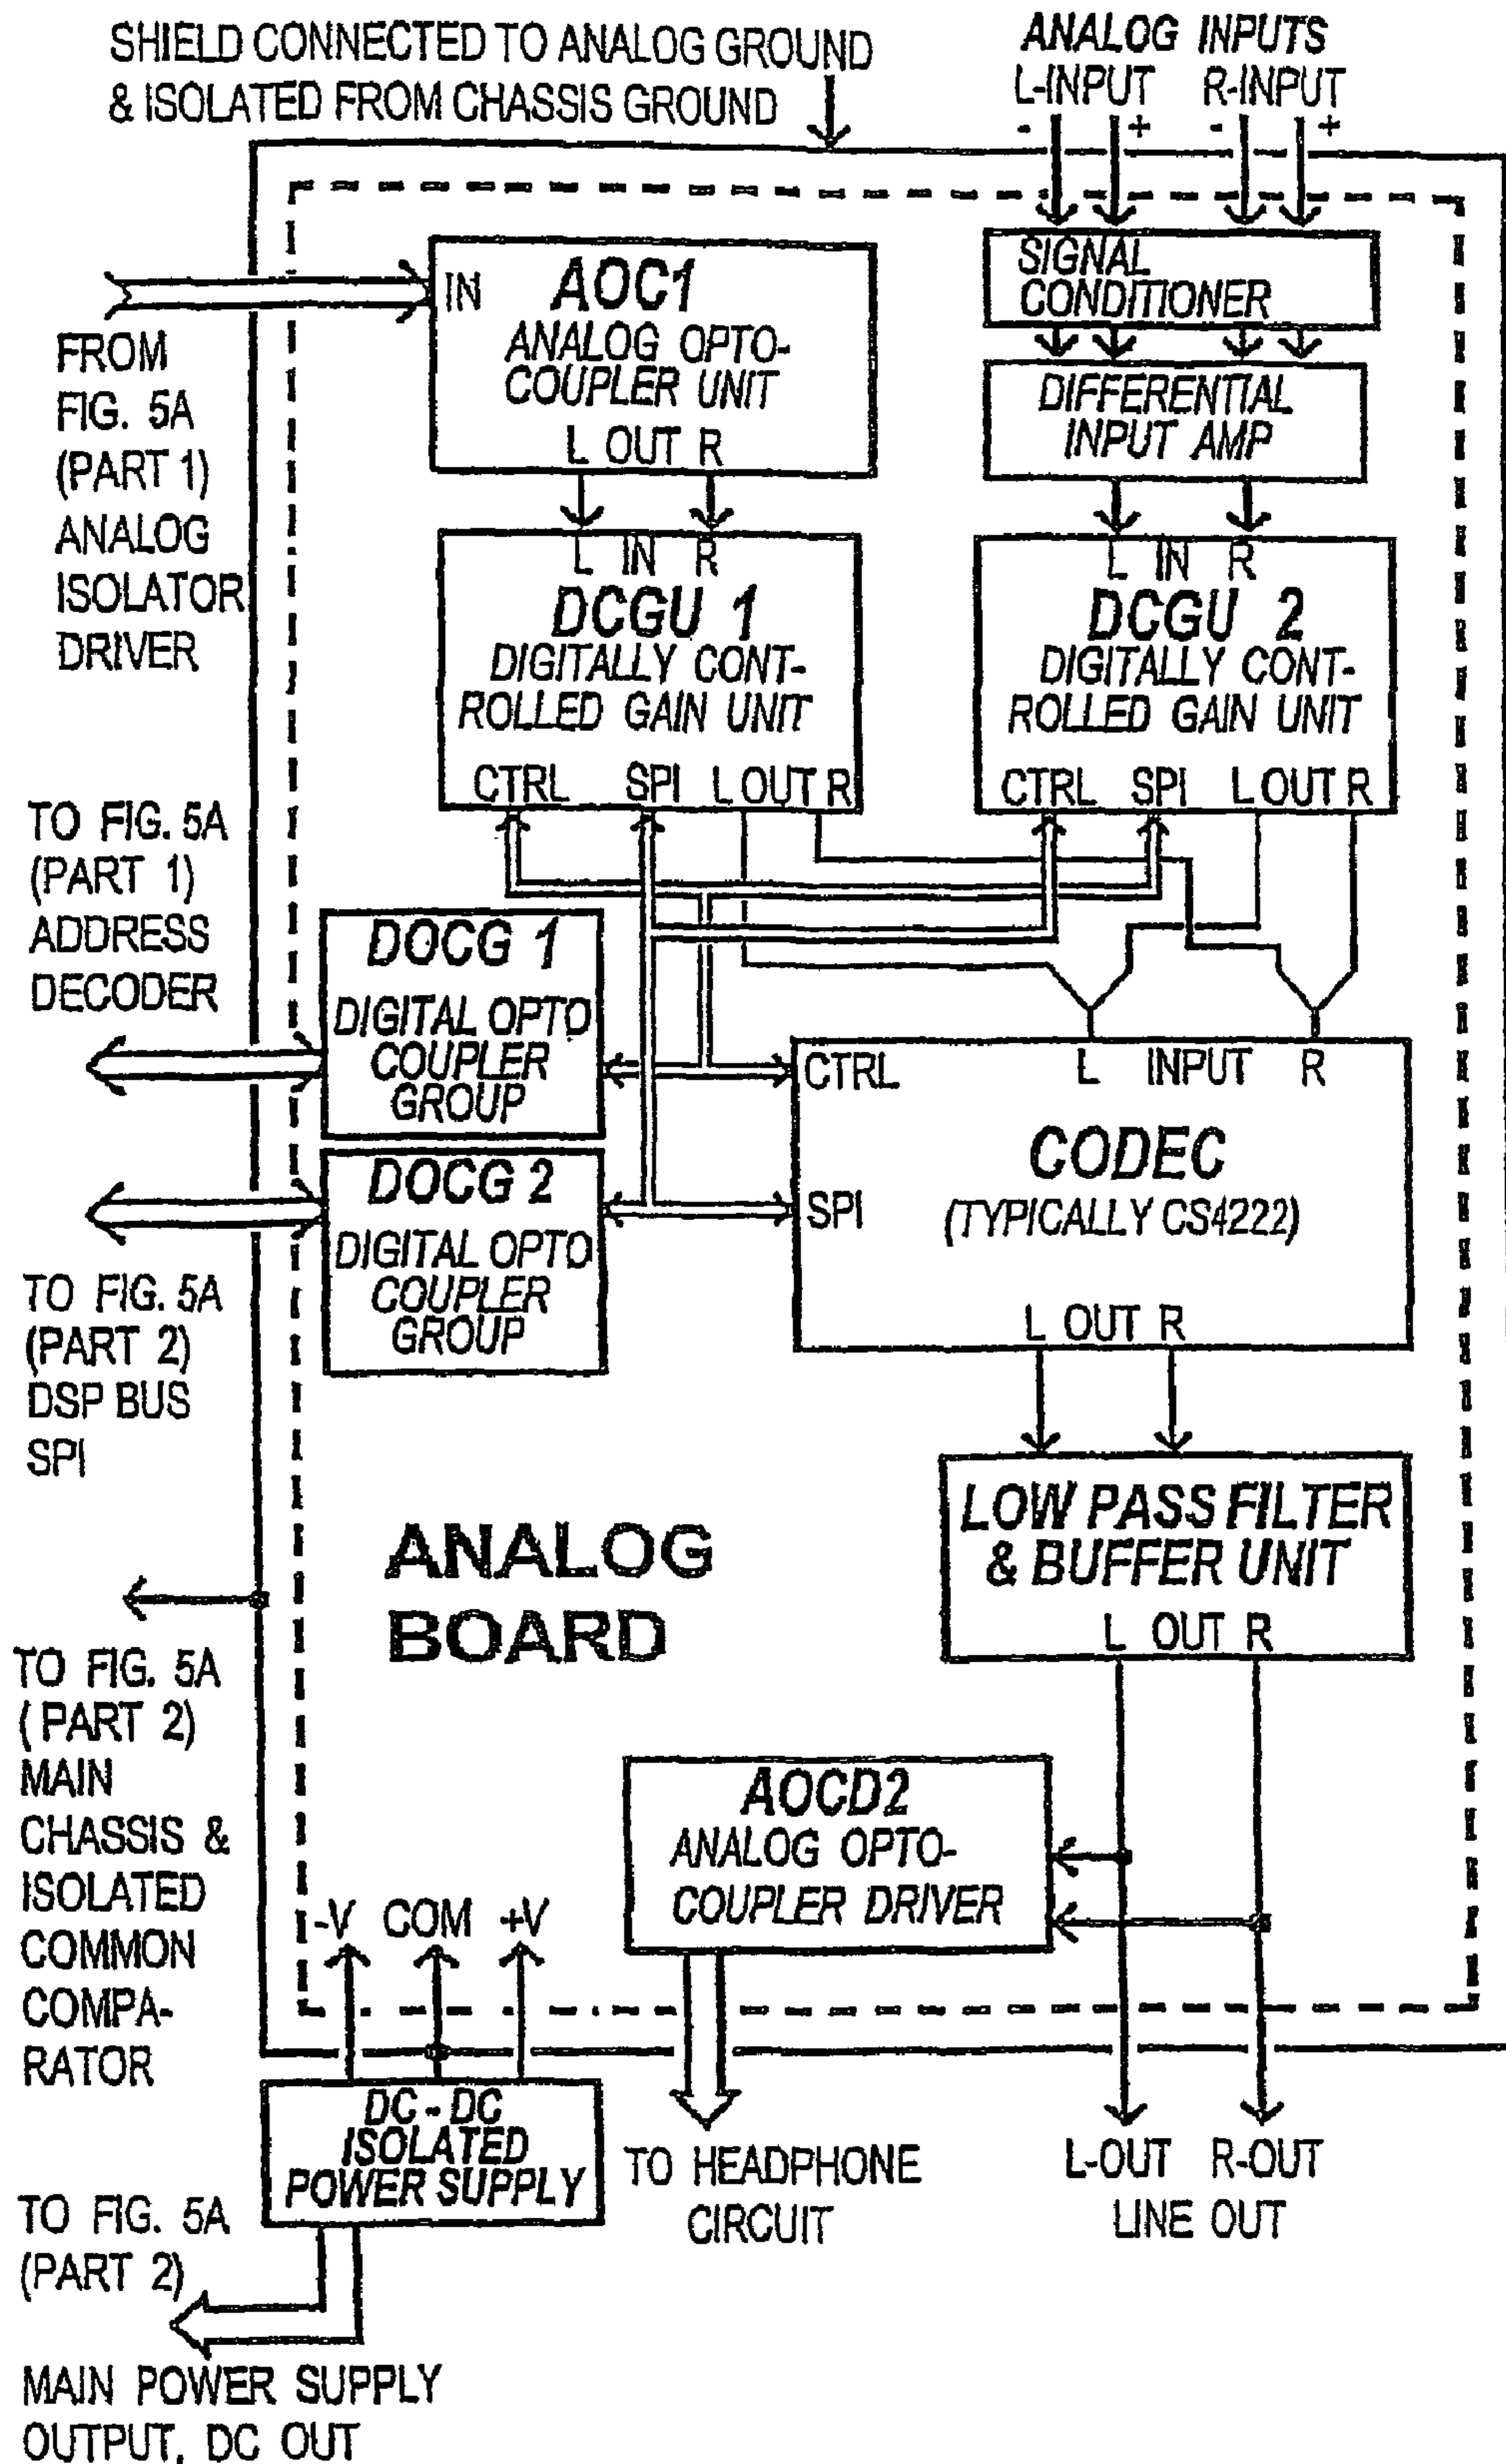 SHIELD CONNECTED TO ANALOG GROUND
& ISOLATED FROM CHASSIS GROUND
ANALOG INPUTS
L-INPUT R-INPUT
- + - +
FROM
FIG. 5A
(PART 1)
ANALOG
ISOLATOR
DRIVER
IN AOC1
ANALOG OPTO-
COUPLER UNIT
L OUT R
SIGNAL
CONDITIONER
DIFFERENTIAL
INPUT AMP
L IN R
DCGU 1
DIGITALLY CONT-
ROLLED GAIN UNIT
CTRL SPI L OUT R
L IN R
DCGU 2
DIGITALLY CONT-
ROLLED GAIN UNIT
CTRL SPI L OUT R
TO FIG. 5A
(PART 1)
ADDRESS
DECODER
DOCG 1
DIGITAL OPTO
COUPLER
GROUP
DOCG 2
DIGITAL OPTO
COUPLER
GROUP
CTRL L INPUT R
CODEC
SPI (TYPICALLY CS4222)
L OUT R
TO FIG. 5A
(PART 2)
DSP BUS
SPI
ANALOG
BOARD
LOW PASS FILTER
& BUFFER UNIT
L OUT R
TO FIG. 5A
( PART 2)
MAIN
CHASSIS &
ISOLATED
COMMON
COMPA-
RATOR
AOCD2
ANALOG OPTO-
COUPLER DRIVER
-V COM +V
DC - DC
ISOLATED
POWER SUPPLY
TO HEADPHONE
CIRCUIT
L-OUT R-OUT
LINE OUT
TO FIG. 5A
(PART 2)
MAIN POWER SUPPLY
OUTPUT, DC OUT